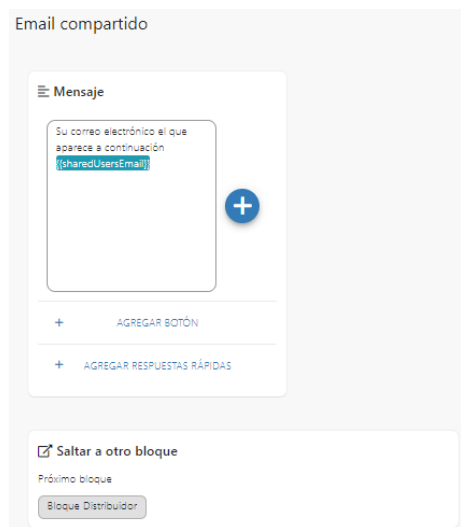 Email compartido
Mensaje
Su correo electrónico el que
aparece a continuación
{{sharedUsersEmail}}
+ AGREGAR BOTÓN
+ AGREGAR RESPUESTAS RÁPIDAS
Saltar a otro bloque
Próximo bloque
Bloque Distribuidor